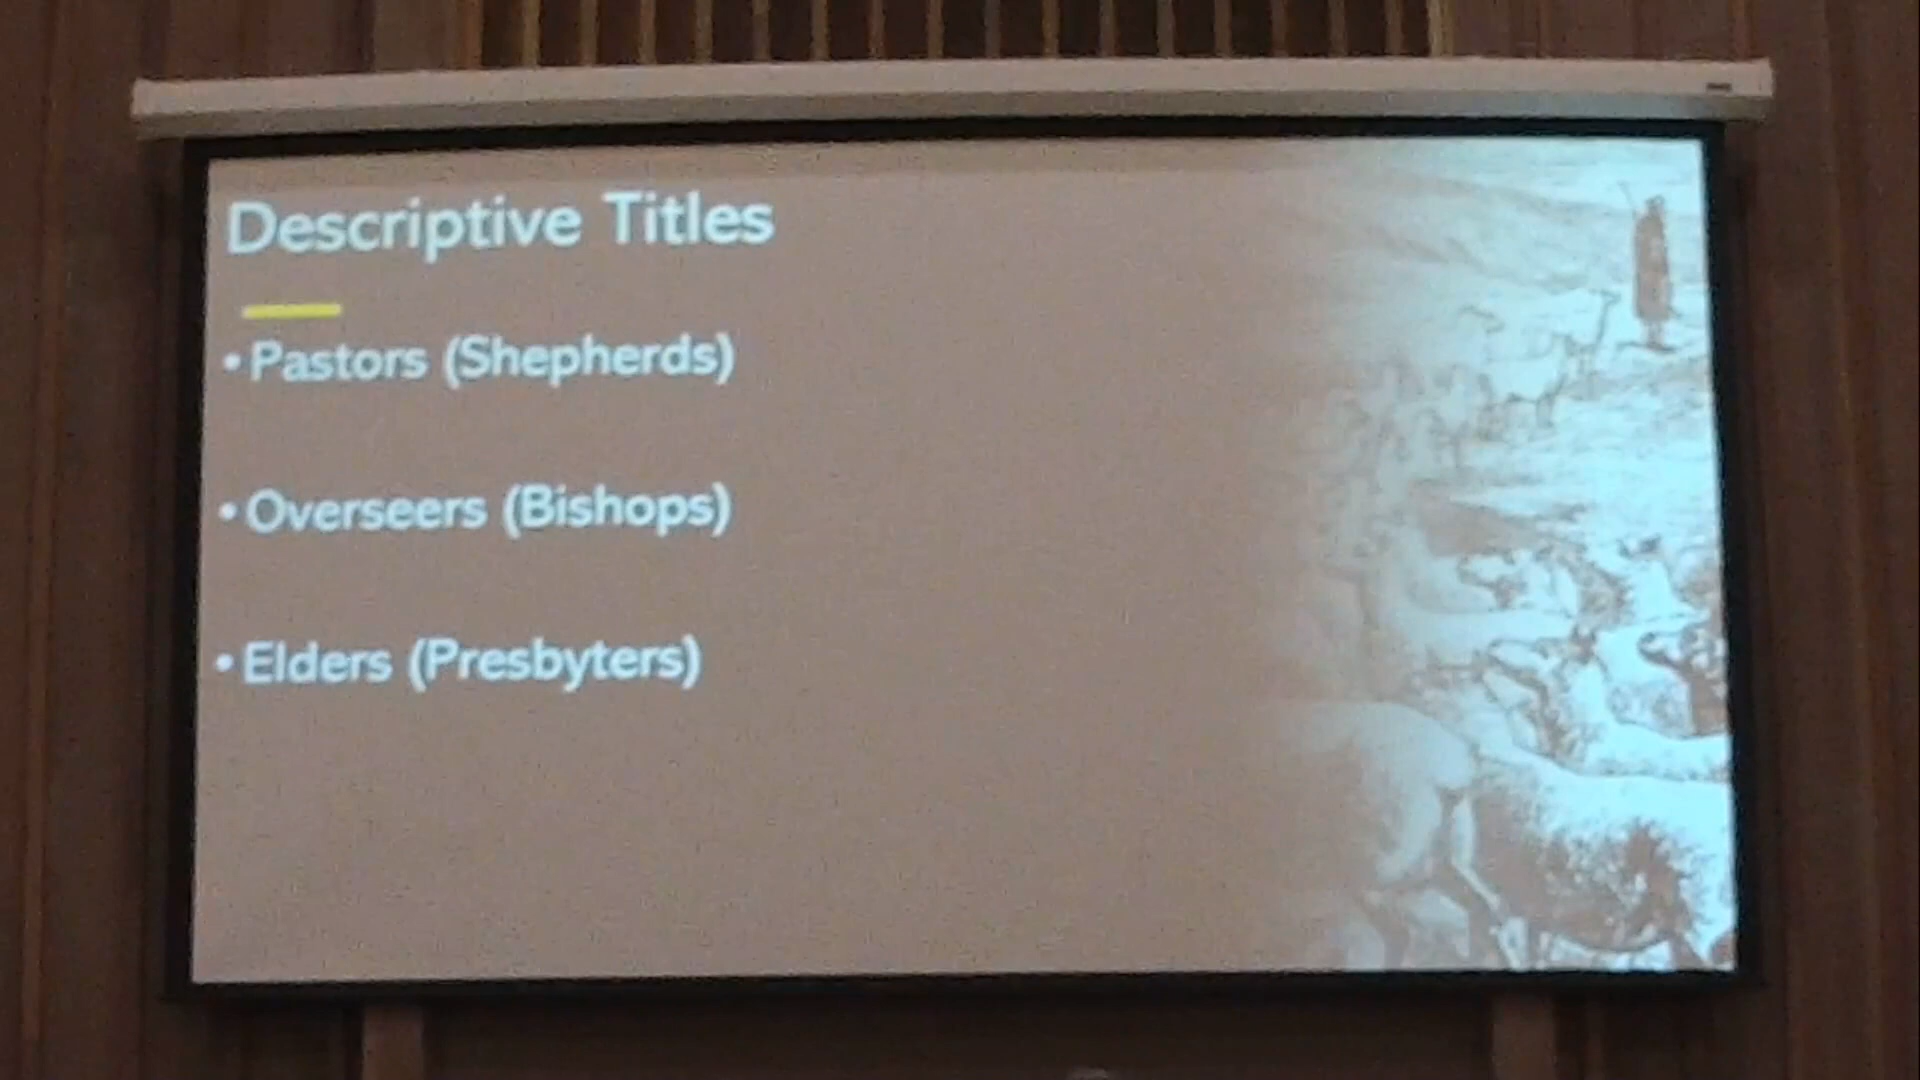 Descriptive Titles
• Pastors (Shepherds)
• Overseers (Bishops)
• Elders (Presbyters)